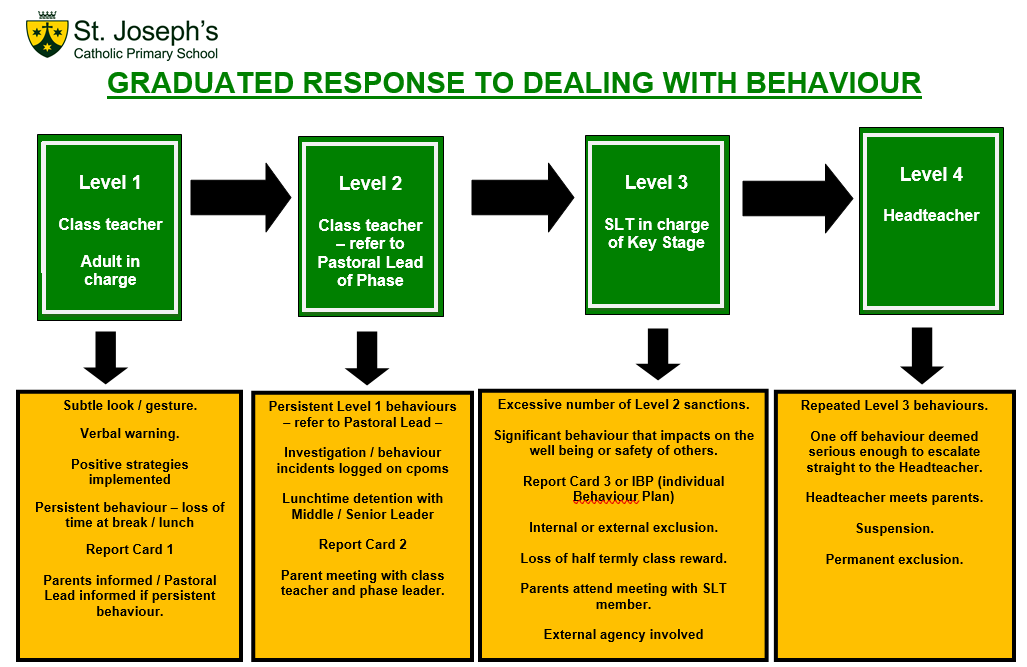 St. Joseph's
Catholic Primary School
GRADUATED RESPONSE TO DEALING WITH BEHAVIOUR
Level 1
Class teacher
Adult in
charge
Level 2
Class teacher
– refer to
Pastoral Lead
of Phase
Level 3
SLT in charge
of Key Stage
Level 4
Headteacher
Subtle look / gesture.
Verbal warning.
Positive strategies
implemented
Persistent behaviour – loss of
time at break / lunch
Report Card 1
Parents informed / Pastoral
Lead informed if persistent
behaviour.
Persistent Level 1 behaviours
– refer to Pastoral Lead –
Investigation / behaviour
incidents logged on cpoms
Lunchtime detention with
Middle / Senior Leader
Report Card 2
Parent meeting with class
teacher and phase leader.
Excessive number of Level 2 sanctions.
Significant behaviour that impacts on the
well being or safety of others.
Report Card 3 or IBP (individual
Behaviour Plan)
Internal or external exclusion.
Loss of half termly class reward.
Parents attend meeting with SLT
member.
External agency involved
Repeated Level 3 behaviours.
One off behaviour deemed
serious enough to escalate
straight to the Headteacher.
Headteacher meets parents.
Suspension.
Permanent exclusion.